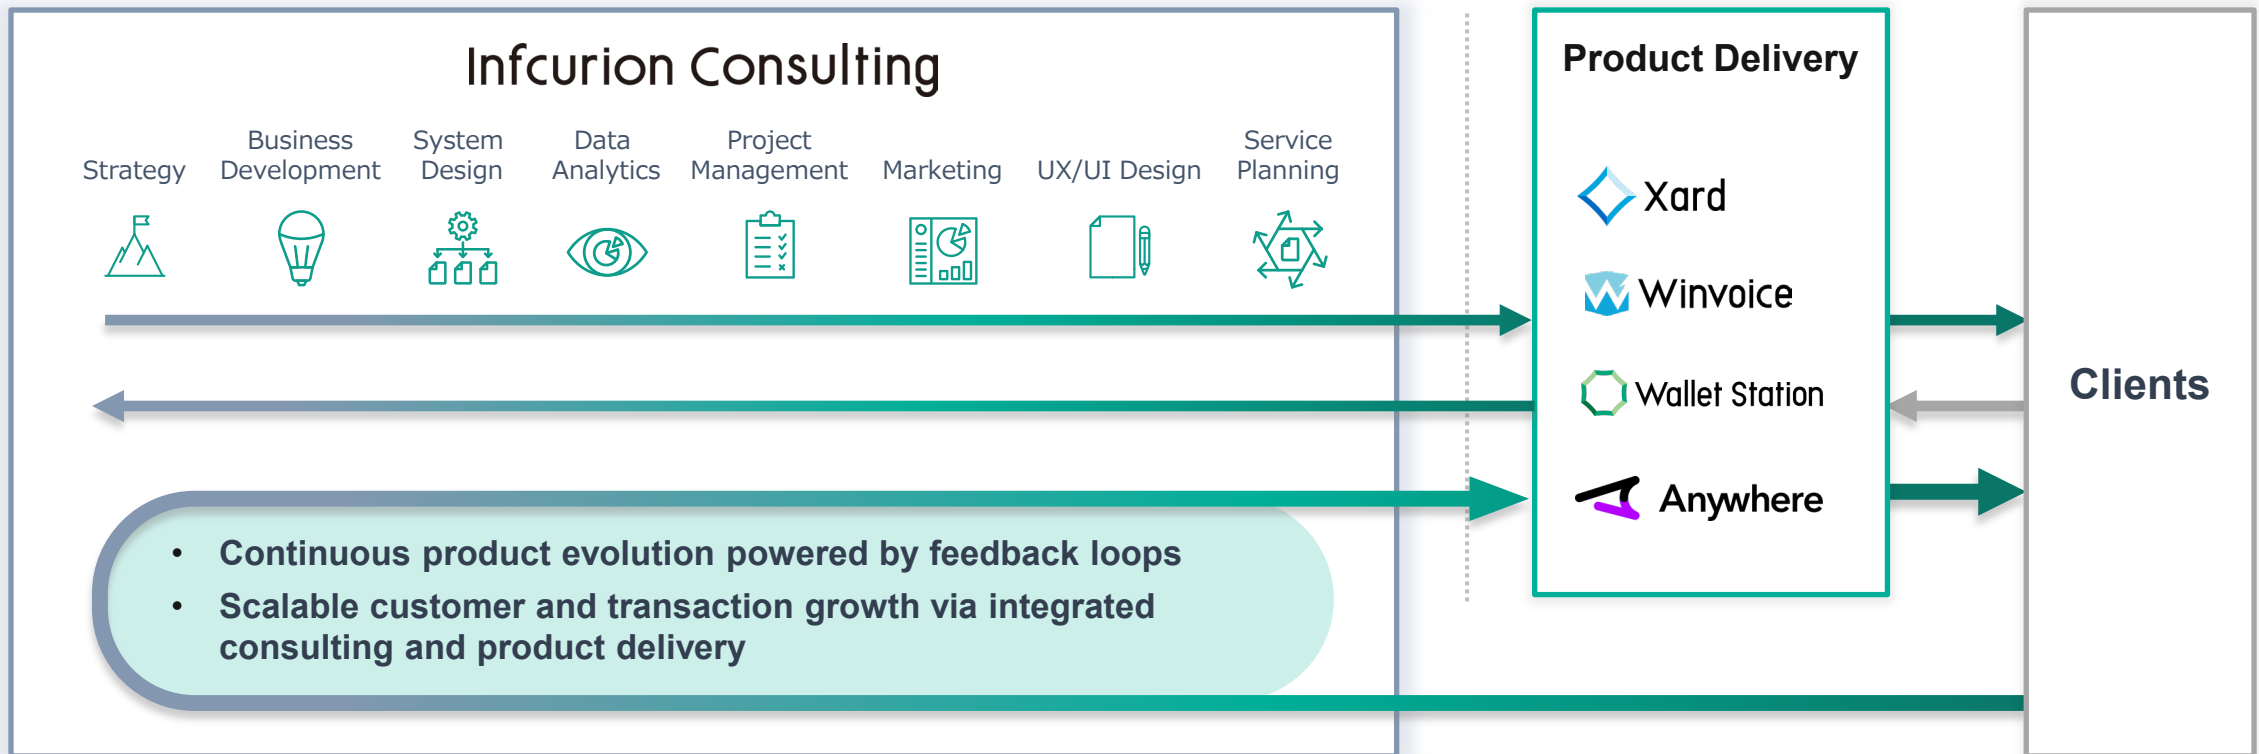 Infcurion Consulting
Strategy
Business
Development
System
Design
Data
Analytics
Project
Management
Marketing
UX/UI Design
Service
Planning
• Continuous product evolution powered by feedback loops
• Scalable customer and transaction growth via integrated
consulting and product delivery
Product Delivery
Xard
Winvoice
Wallet Station
Anywhere
Clients